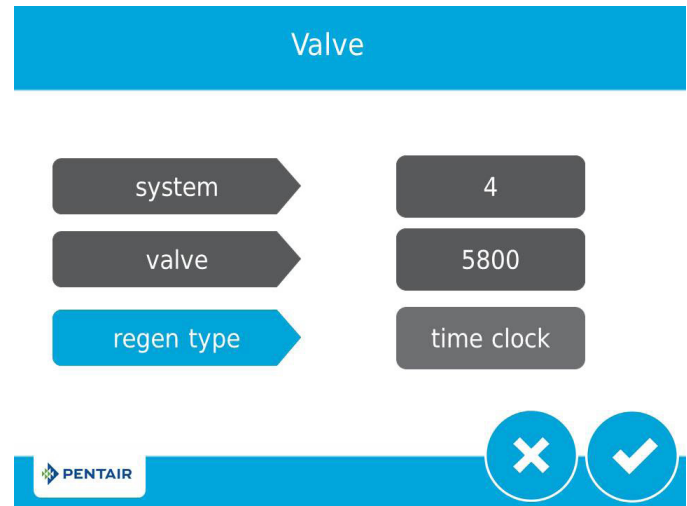 Valve
system 4
valve 5800
regen type time clock
PENTAIR